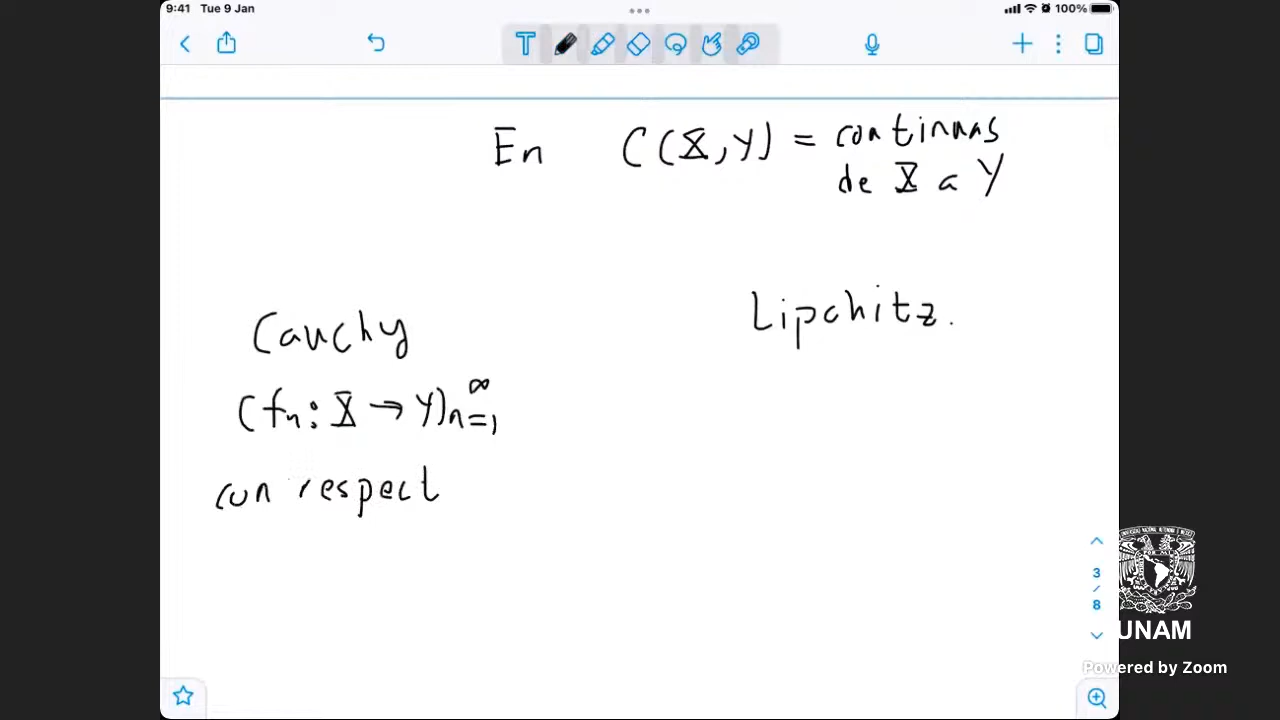 9:41 Tue 9 Jan
100%
En C(X,Y) = continuas
de X a Y
Cauchy
Lipchitz.
(fn: X → Y)n=1 ∞
con respect
3
/
8
UNAM
Powered by Zoom